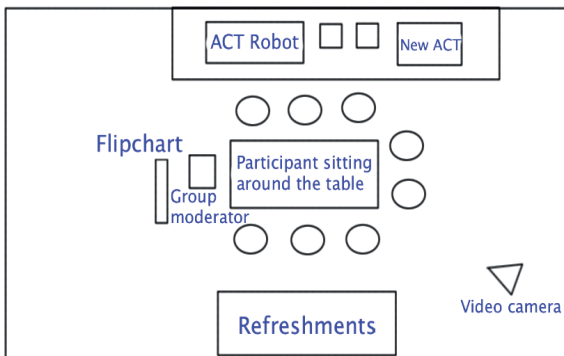 ACT Robot
New ACT
Flipchart
Participant sitting
around the table
Group
moderator
Video camera
Refreshments